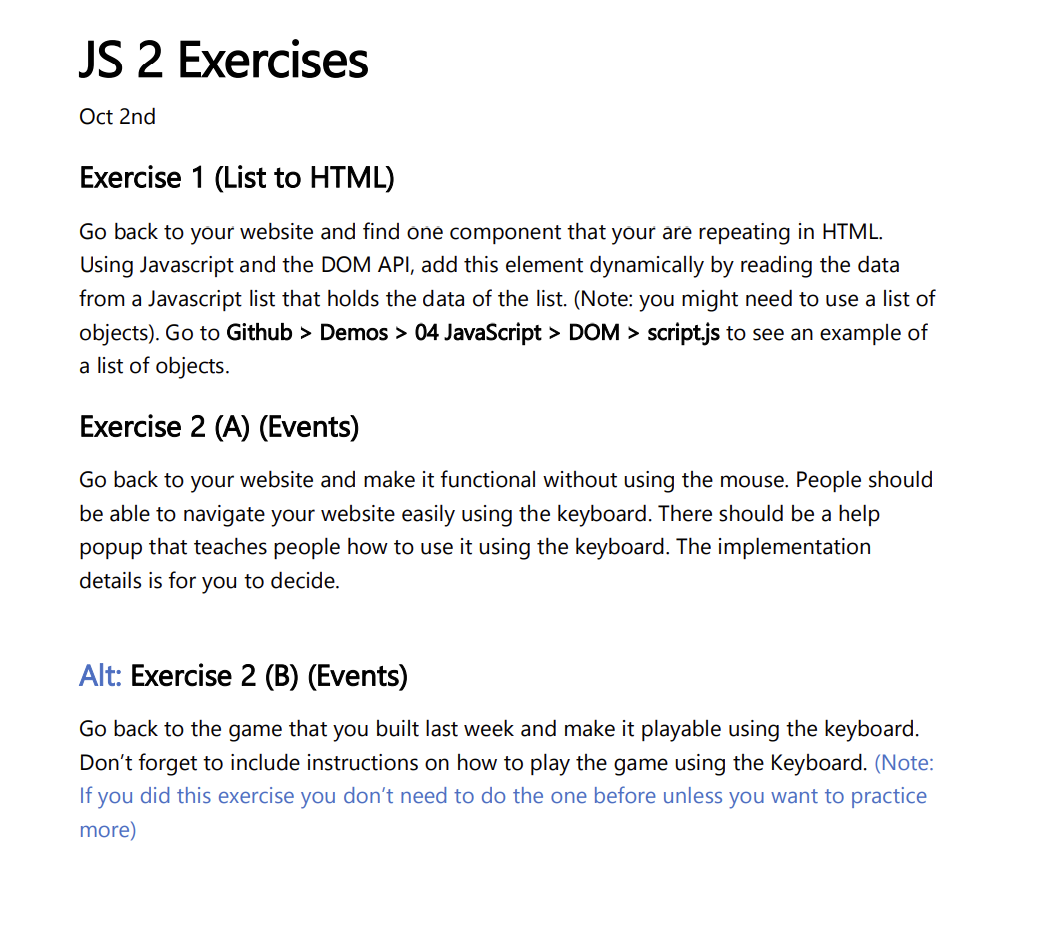 JS 2 Exercises
Oct 2nd
Exercise 1 (List to HTML)
Go back to your website and find one component that your are repeating in HTML.
Using Javascript and the DOM API, add this element dynamically by reading the data
from a Javascript list that holds the data of the list. (Note: you might need to use a list of
objects). Go to Github > Demos > 04 JavaScript > DOM > script.js to see an example of
a list of objects.
Exercise 2 (A) (Events)
Go back to your website and make it functional without using the mouse. People should
be able to navigate your website easily using the keyboard. There should be a help
popup that teaches people how to use it using the keyboard. The implementation
details is for you to decide.
Alt: Exercise 2 (B) (Events)
Go back to the game that you built last week and make it playable using the keyboard.
Don’t forget to include instructions on how to play the game using the Keyboard. (Note:
If you did this exercise you don’t need to do the one before unless you want to practice
more)